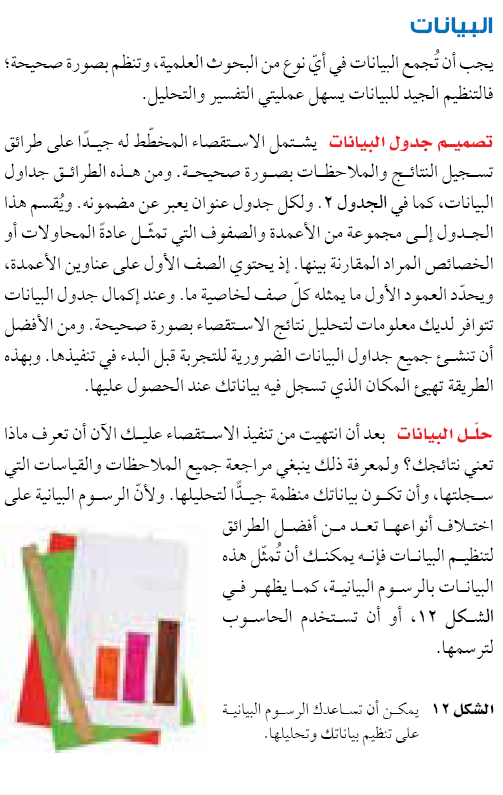 البيانات
يجب أن تُجمع البيانات في أيّ نوع من البحوث العلمية، وتنظم بصورة صحيحة؛
فالتنظيم الجيد للبيانات يسهل عمليتي التفسير والتحليل.
تصميم جدول البيانات يشتمل الاستقصاء المخطّط له جيدًا على طرائق
تسجيل النتائج والملاحظات بصورة صحيحة. ومن هذه الطرائق جداول
البيانات، كما في الجدول ٢. ولكل جدول عنوان يعبر عن مضمونه. ويُقسم هذا
الجدول إلى مجموعة من الأعمدة والصفوف التي تمثّل عادةً المحاولات أو
الخصائص المراد المقارنة بينها. إذ يحتوي الصف الأول على عناوين الأعمدة،
ويحدّد العمود الأول ما يمثله كلّ صف لخاصية ما. وعند إكمال جدول البيانات
تتوافر لديك معلومات لتحليل نتائج الاستقصاء بصورة صحيحة. ومن الأفضل
أن تنشئ جميع جداول البيانات الضرورية للتجربة قبل البدء في تنفيذها. وبهذه
الطريقة تهيئ المكان الذي تسجل فيه بياناتك عند الحصول عليها.
حلّل البيانات بعد أن انتهيت من تنفيذ الاستقصاء عليك الآن أن تعرف ماذا
تعني نتائجك؟ ولمعرفة ذلك ينبغي مراجعة جميع الملاحظات والقياسات التي
سجلتها، وأن تكون بياناتك منظمة جيدًا لتحليلها. ولأنّ الرسوم البيانية على
اختلاف أنواعها تعد من أفضل الطرائق
لتنظيم البيانات فإنه يمكنك أن تُمثّل هذه
البيانات بالرسوم البيانية، كما يظهر في
الشكل ١٢، أو أن تستخدم الحاسوب
لترسمها.
الشكل ١٢ يمكن أن تساعدك الرسوم البيانية
على تنظيم بياناتك وتحليلها.